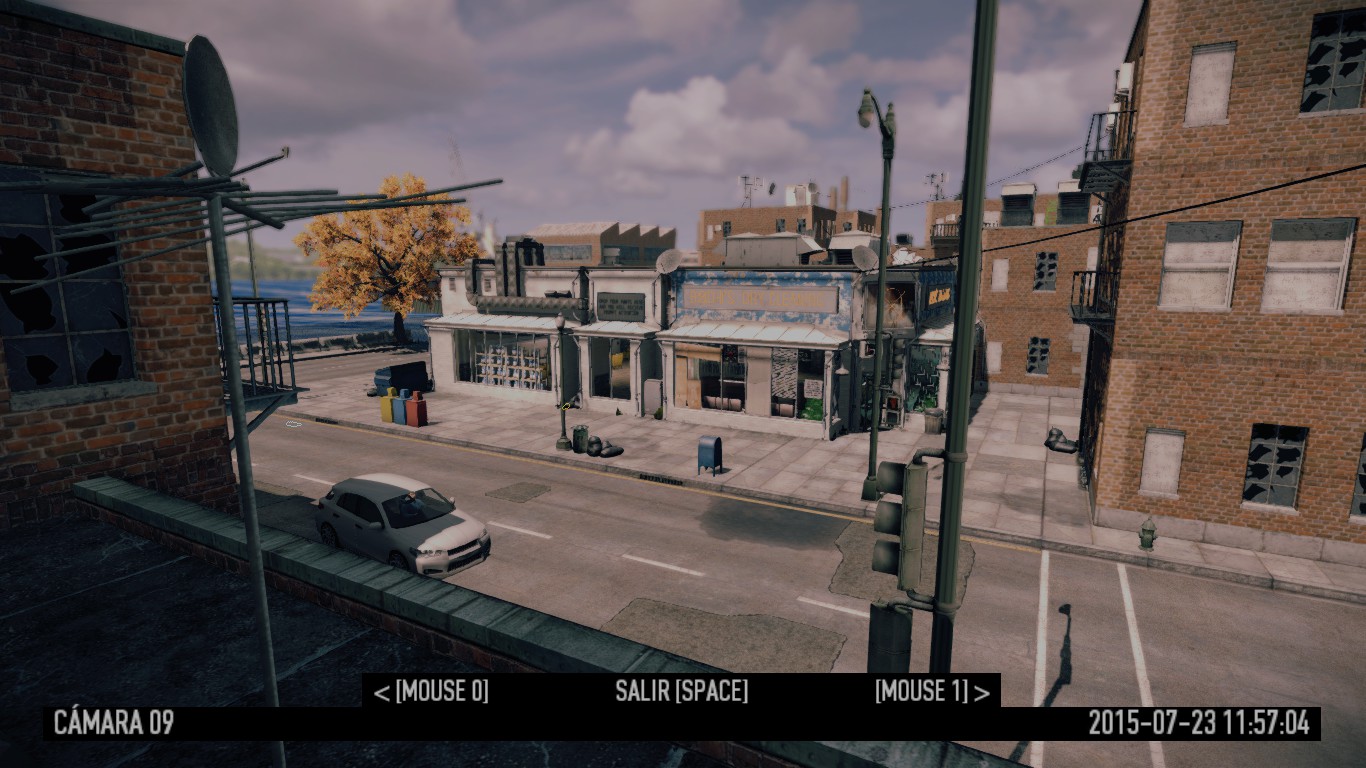 < [MOUSE 0]
SALIR [SPACE]
[MOUSE 1] >
CÁMARA 09
2015-07-23 11:57:04